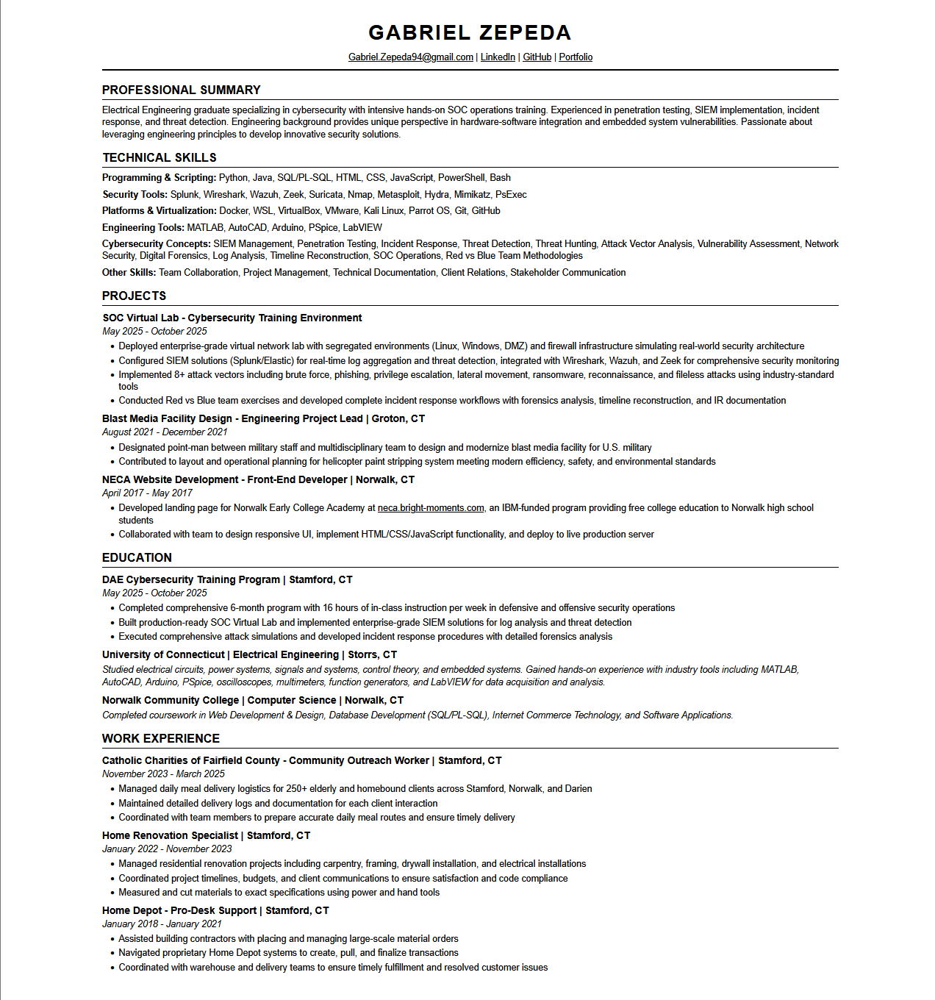 GABRIEL ZEPEDA
Gabriel.Zepeda94@gmail.com | LinkedIn | GitHub | Portfolio
PROFESSIONAL SUMMARY
Electrical Engineering graduate specializing in cybersecurity with intensive hands-on SOC operations training. Experienced in penetration testing, SIEM implementation, incident
response, and threat detection. Engineering background provides unique perspective in hardware-software integration and embedded system vulnerabilities. Passionate about
leveraging engineering principles to develop innovative security solutions.
TECHNICAL SKILLS
Programming & Scripting: Python, Java, SQL/PL-SQL, HTML, CSS, JavaScript, PowerShell, Bash
Security Tools: Splunk, Wireshark, Wazuh, Zeek, Suricata, Nmap, Metasploit, Hydra, Mimikatz, PsExec
Platforms & Virtualization: Docker, WSL, VirtualBox, VMware, Kali Linux, Parrot OS, Git, GitHub
Engineering Tools: MATLAB, AutoCAD, Arduino, PSpice, LabVIEW
Cybersecurity Concepts: SIEM Management, Penetration Testing, Incident Response, Threat Detection, Threat Hunting, Attack Vector Analysis, Vulnerability Assessment, Network
Security, Digital Forensics, Log Analysis, Timeline Reconstruction, SOC Operations, Red vs Blue Team Methodologies
Other Skills: Team Collaboration, Project Management, Technical Documentation, Client Relations, Stakeholder Communication
PROJECTS
SOC Virtual Lab - Cybersecurity Training Environment
May 2025 - October 2025
• Deployed enterprise-grade virtual network lab with segregated environments (Linux, Windows, DMZ) and firewall infrastructure simulating real-world security architecture
• Configured SIEM solutions (Splunk/Elastic) for real-time log aggregation and threat detection, integrated with Wireshark, Wazuh, and Zeek for comprehensive security monitoring
• Implemented 8+ attack vectors including brute force, phishing, privilege escalation, lateral movement, ransomware, reconnaissance, and fileless attacks using industry-standard
tools
• Conducted Red vs Blue team exercises and developed complete incident response workflows with forensics analysis, timeline reconstruction, and IR documentation
Blast Media Facility Design - Engineering Project Lead | Groton, CT
August 2021 - December 2021
• Designated point-man between military staff and multidisciplinary team to design and modernize blast media facility for U.S. military
• Contributed to layout and operational planning for helicopter paint stripping system meeting modern efficiency, safety, and environmental standards
NECA Website Development - Front-End Developer | Norwalk, CT
April 2017 - May 2017
• Developed landing page for Norwalk Early College Academy at neca.bright-moments.com, an IBM-funded program providing free college education to Norwalk high school
students
• Collaborated with team to design responsive UI, implement HTML/CSS/JavaScript functionality, and deploy to live production server
EDUCATION
DAE Cybersecurity Training Program | Stamford, CT
May 2025 - October 2025
• Completed comprehensive 6-month program with 16 hours of in-class instruction per week in defensive and offensive security operations
• Built production-ready SOC Virtual Lab and implemented enterprise-grade SIEM solutions for log analysis and threat detection
• Executed comprehensive attack simulations and developed incident response procedures with detailed forensics analysis
University of Connecticut | Electrical Engineering | Storrs, CT
Studied electrical circuits, power systems, signals and systems, control theory, and embedded systems. Gained hands-on experience with industry tools including MATLAB,
AutoCAD, Arduino, PSpice, oscilloscopes, multimeters, function generators, and LabVIEW for data acquisition and analysis.
Norwalk Community College | Computer Science | Norwalk, CT
Completed coursework in Web Development & Design, Database Development (SQL/PL-SQL), Internet Commerce Technology, and Software Applications.
WORK EXPERIENCE
Catholic Charities of Fairfield County - Community Outreach Worker | Stamford, CT
November 2023 - March 2025
• Managed daily meal delivery logistics for 250+ elderly and homebound clients across Stamford, Norwalk, and Darien
• Maintained detailed delivery logs and documentation for each client interaction
• Coordinated with team members to prepare accurate daily meal routes and ensure timely delivery
Home Renovation Specialist | Stamford, CT
January 2022 - November 2023
• Managed residential renovation projects including carpentry, framing, drywall installation, and electrical installations
• Coordinated project timelines, budgets, and client communications to ensure satisfaction and code compliance
• Measured and cut materials to exact specifications using power and hand tools
Home Depot - Pro-Desk Support | Stamford, CT
January 2018 - January 2021
• Assisted building contractors with placing and managing large-scale material orders
• Navigated proprietary Home Depot systems to create, pull, and finalize transactions
• Coordinated with warehouse and delivery teams to ensure timely fulfillment and resolved customer issues